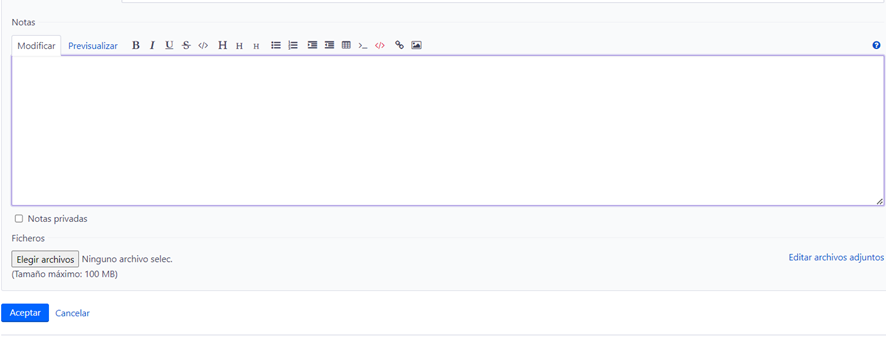 Notas
Modificar Previsualizar B I U S </> H H H >_ </> ?
Notas privadas
Ficheros
Elegir archivos Ninguno archivo selec. Editar archivos adjuntos
(Tamaño máximo: 100 MB)
Aceptar Cancelar